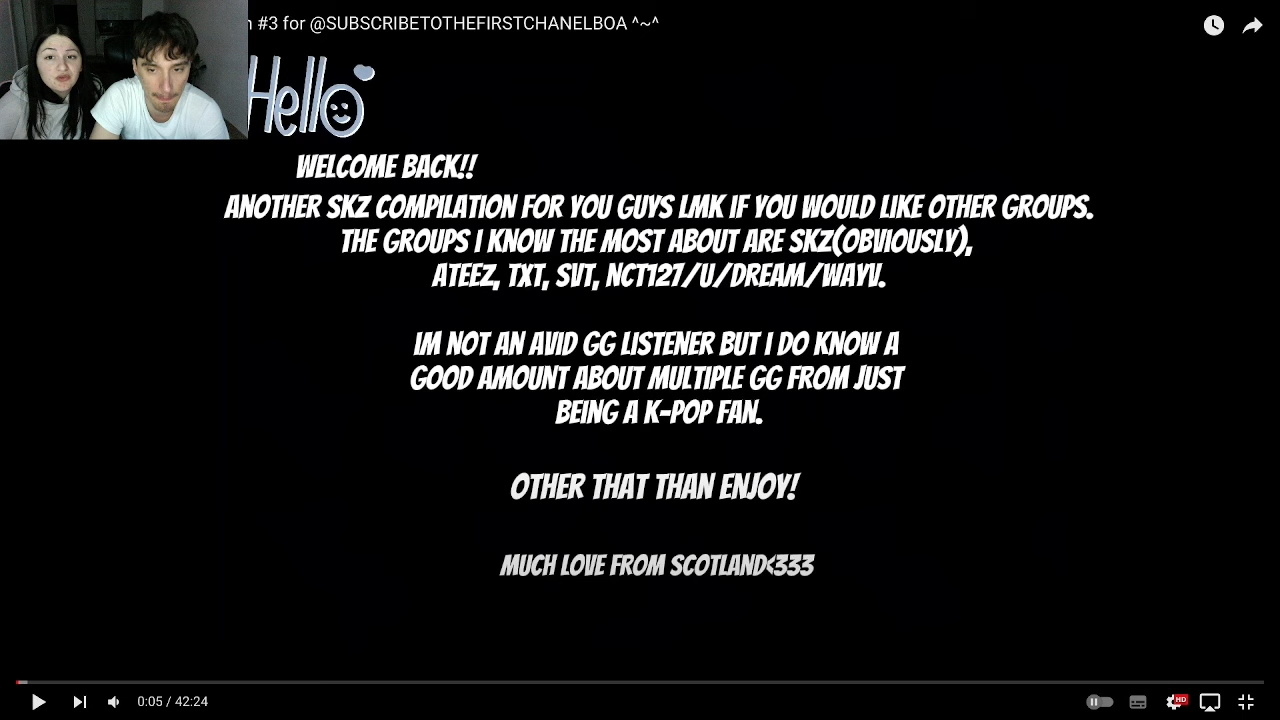 #3 for @SUBSCRIBETOTHEFIRSTCHANELBOA ^~^
Hello
WELCOME BACK!!
ANOTHER SKZ COMPILATION FOR YOU GUYS LMK IF YOU WOULD LIKE OTHER GROUPS.
THE GROUPS I KNOW THE MOST ABOUT ARE SKZ(OBVIOUSLY),
ATEEZ, TXT, SVT, NCT127/U/DREAM/WAYV.
IM NOT AN AVID GG LISTENER BUT I DO KNOW A
GOOD AMOUNT ABOUT MULTIPLE GG FROM JUST
BEING A K-POP FAN.
OTHER THAT THAN ENJOY!
MUCH LOVE FROM SCOTLAND<333
0:05 / 42:24
HD